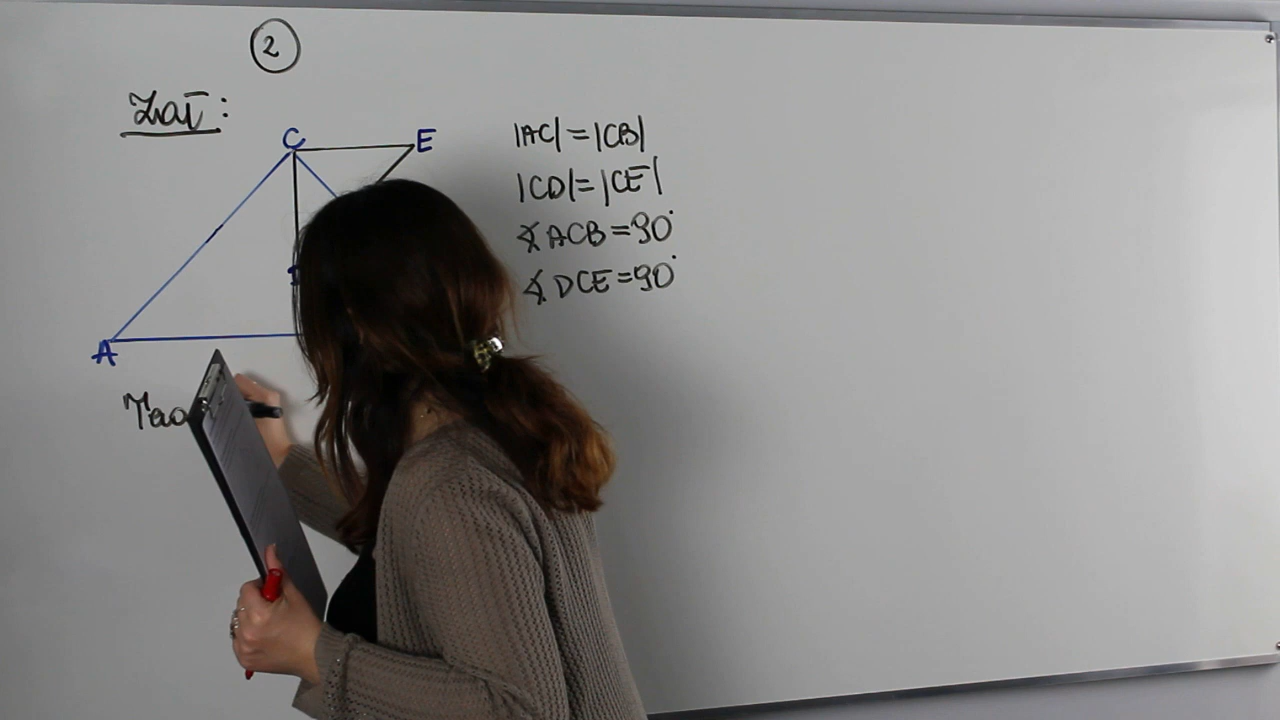 2
Zał:
C E
|AC| = |CB|
|CD| = |CE|
∢ ACB = 90°
∢ DCE = 90°
A